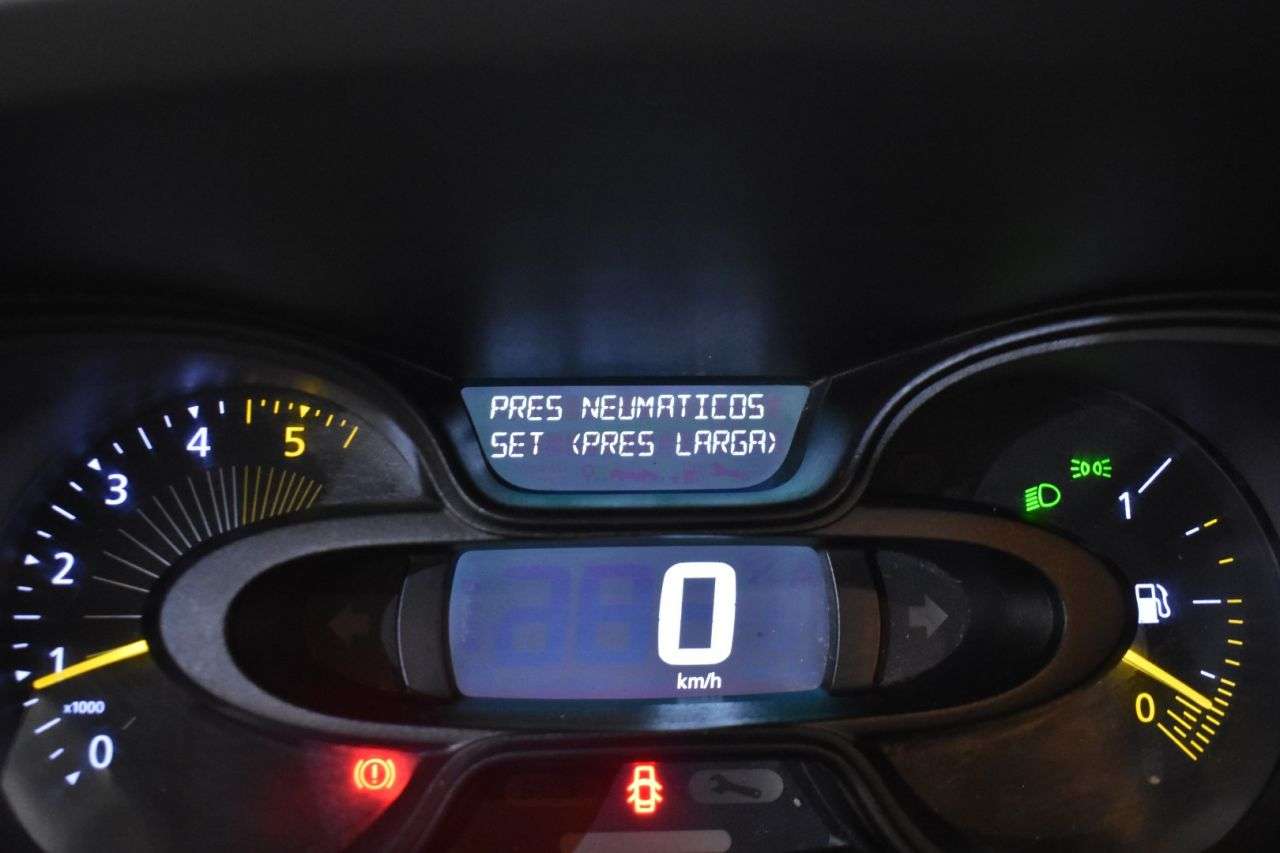 PRES NEUMATICOS
SET (PRES LARGA)
5
4
3
2
1
x1000
0
0
km/h
1
0